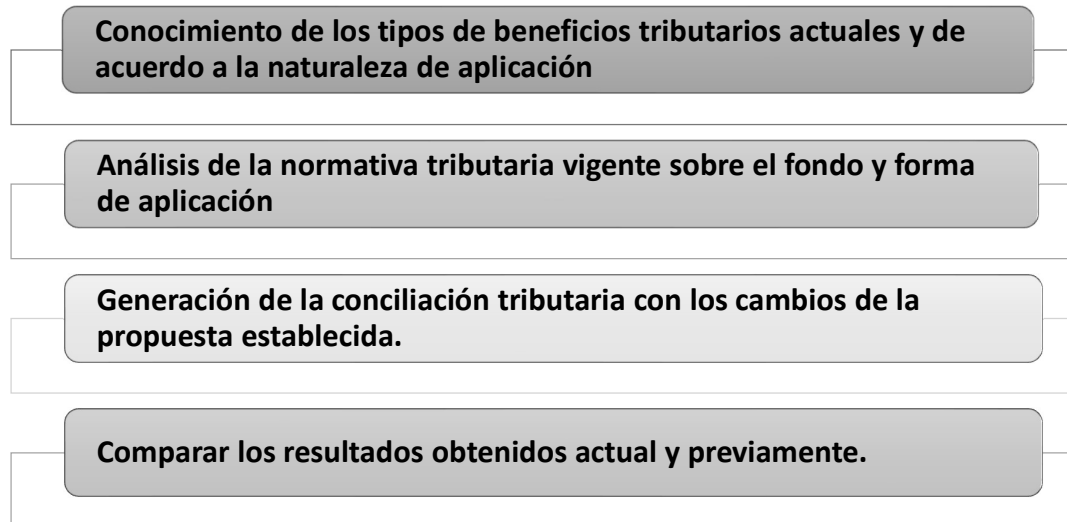 Conocimiento de los tipos de beneficios tributarios actuales y de
acuerdo a la naturaleza de aplicación
Análisis de la normativa tributaria vigente sobre el fondo y forma
de aplicación
Generación de la conciliación tributaria con los cambios de la
propuesta establecida.
Comparar los resultados obtenidos actual y previamente.